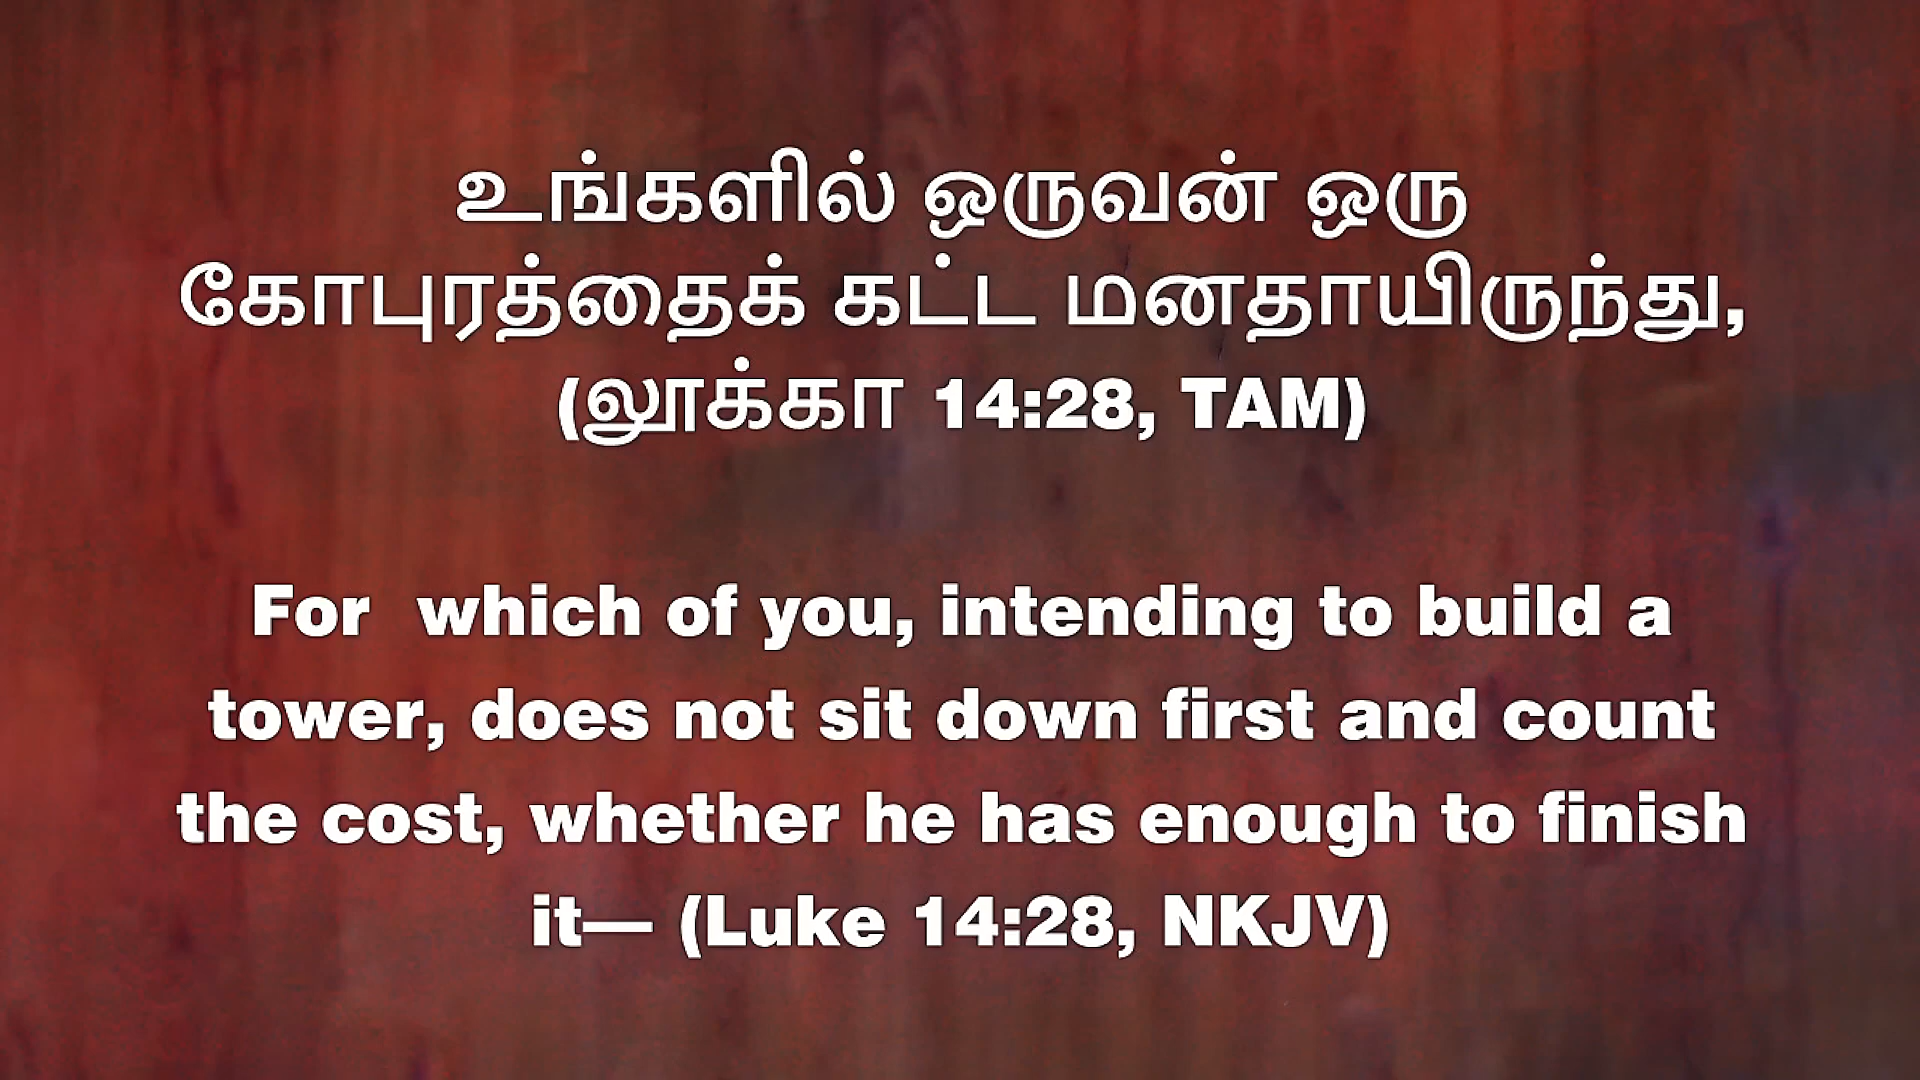 உங்களில் ஒருவன் ஒரு
கோபுரத்தைக் கட்ட மனதாயிருந்து,
(லூக்கா 14:28, TAM)
For  which of you, intending to build a
tower, does not sit down first and count
the cost, whether he has enough to finish
it— (Luke 14:28, NKJV)